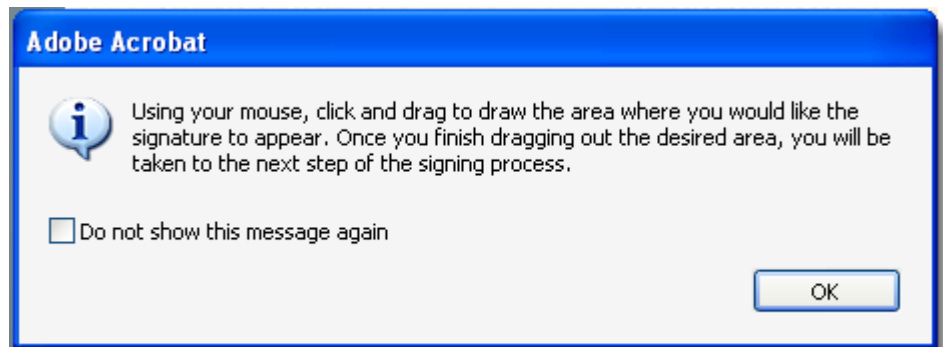 Adobe Acrobat
Using your mouse, click and drag to draw the area where you would like the
signature to appear. Once you finish dragging out the desired area, you will be
taken to the next step of the signing process.
Do not show this message again
OK